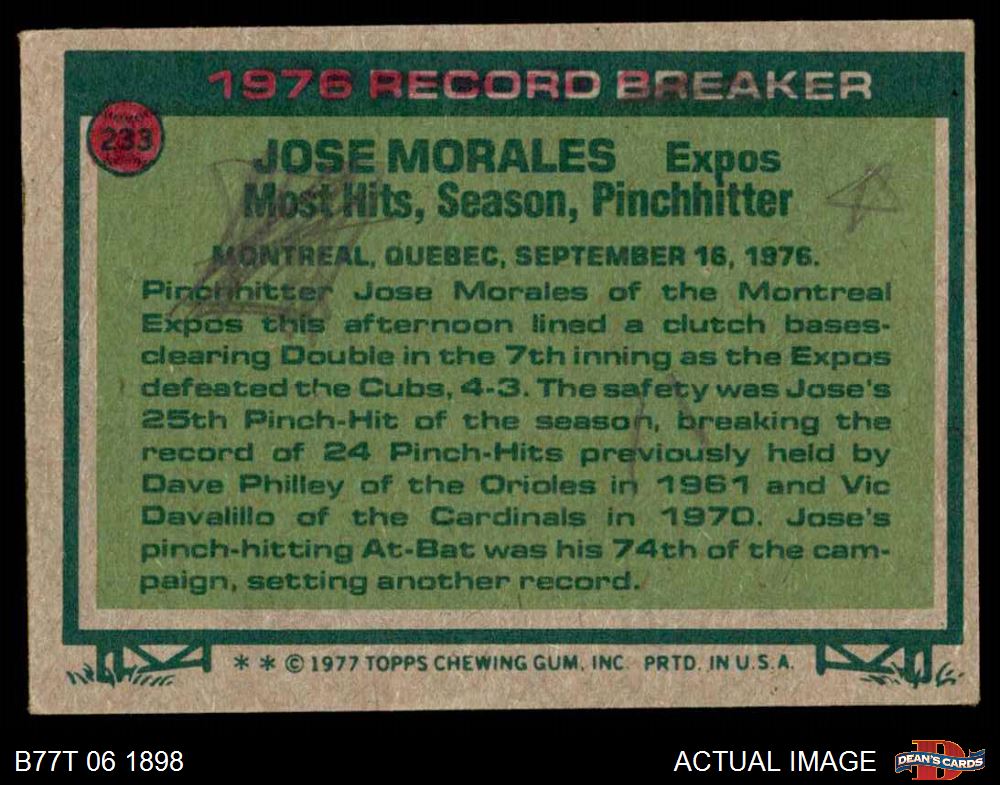 1976 RECORD BREAKER
233
JOSE MORALES Expos
Most Hits, Season, Pinchhitter
MONTREAL, QUEBEC, SEPTEMBER 16, 1976.
Pinchhitter Jose Morales of the Montreal
Expos this afternoon lined a clutch bases-
clearing Double in the 7th inning as the Expos
defeated the Cubs, 4-3. The safety was Jose's
25th Pinch-Hit of the season, breaking the
record of 24 Pinch-Hits previously held by
Dave Philley of the Orioles in 1961 and Vic
Davalillo of the Cardinals in 1970. Jose's
pinch-hitting At-Bat was his 74th of the cam-
paign, setting another record.
* * © 1977 TOPPS CHEWING GUM, INC. PRTD. IN U.S.A.
B77T 06 1898 ACTUAL IMAGE D DEAN'S CARDS